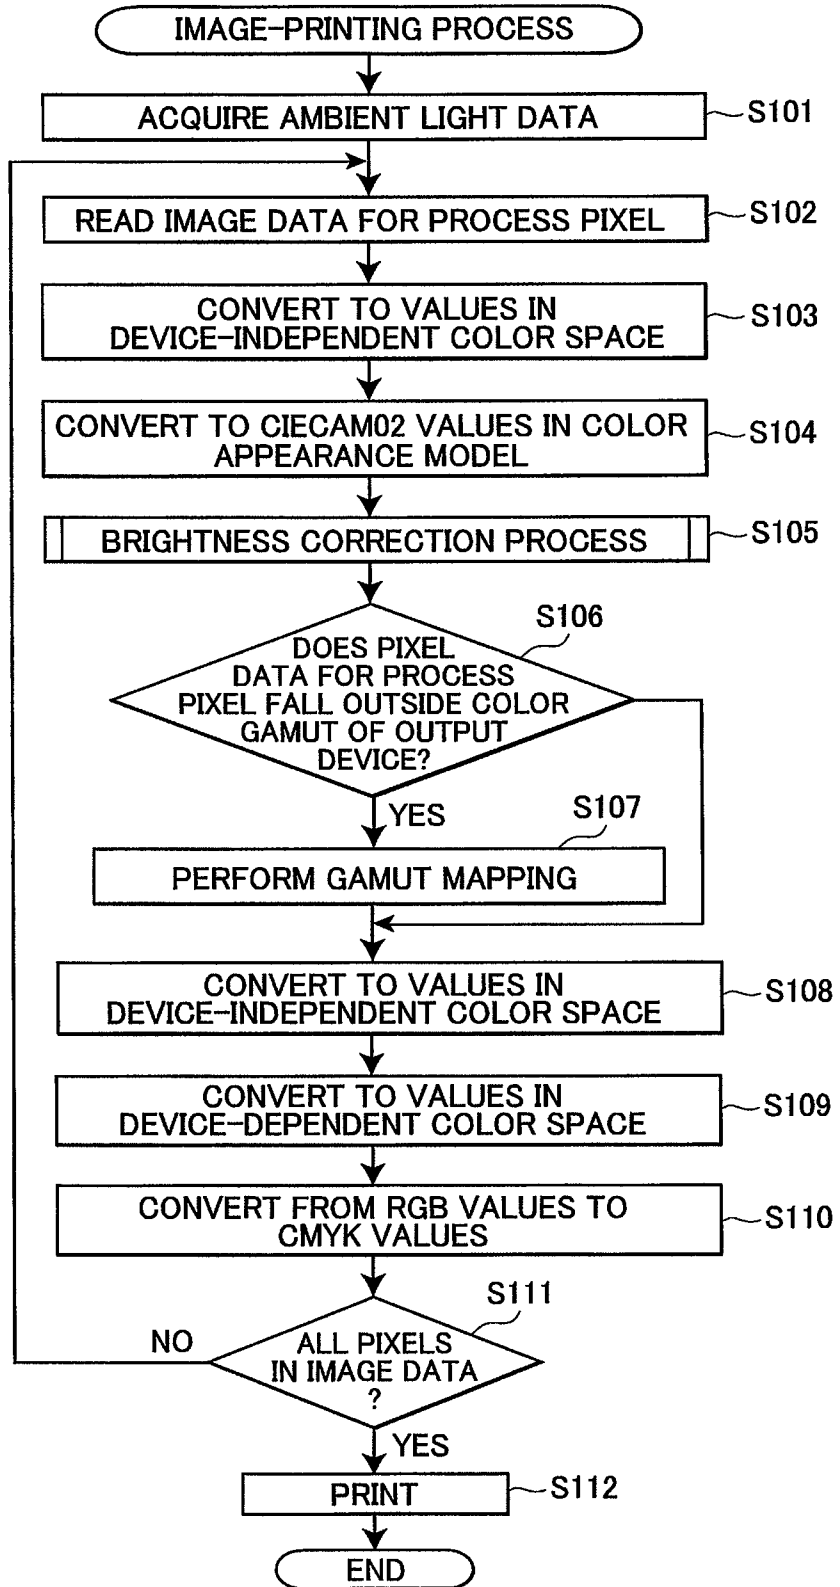 IMAGE-PRINTING PROCESS
ACQUIRE AMBIENT LIGHT DATA
S101
READ IMAGE DATA FOR PROCESS PIXEL
S102
CONVERT TO VALUES IN
DEVICE-INDEPENDENT COLOR SPACE
S103
CONVERT TO CIECAM02 VALUES IN COLOR
APPEARANCE MODEL
S104
BRIGHTNESS CORRECTION PROCESS
S105
S106
DOES PIXEL
DATA FOR PROCESS
PIXEL FALL OUTSIDE COLOR
GAMUT OF OUTPUT
DEVICE?
YES
S107
PERFORM GAMUT MAPPING
CONVERT TO VALUES IN
DEVICE-INDEPENDENT COLOR SPACE
S108
CONVERT TO VALUES IN
DEVICE-DEPENDENT COLOR SPACE
S109
CONVERT FROM RGB VALUES TO
CMYK VALUES
S110
S111
NO
ALL PIXELS
IN IMAGE DATA
?
YES
PRINT
S112
END